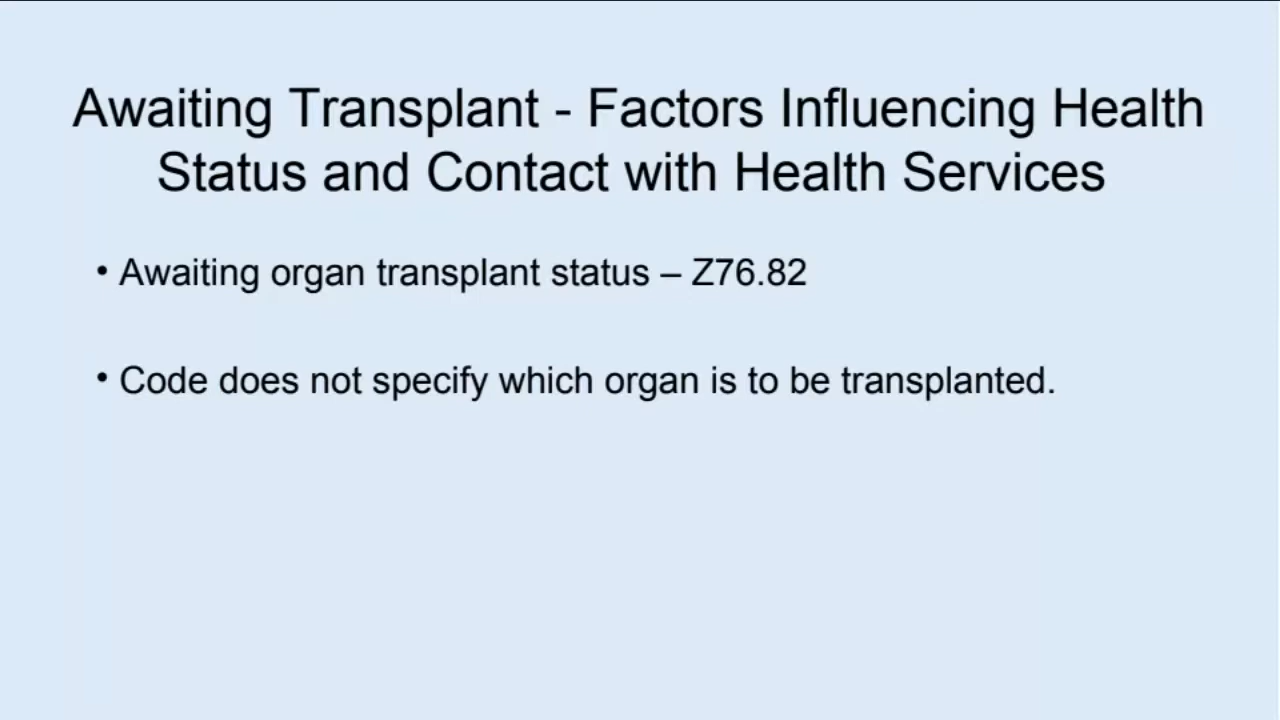 Awaiting Transplant - Factors Influencing Health
Status and Contact with Health Services
• Awaiting organ transplant status – Z76.82
• Code does not specify which organ is to be transplanted.